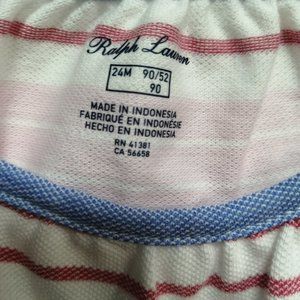 Ralph Lauren
24M 90/52
90
MADE IN INDONESIA
FABRIQUÉ EN INDONÉSIE
HECHO EN INDONESIA
RN 41381
CA 56658